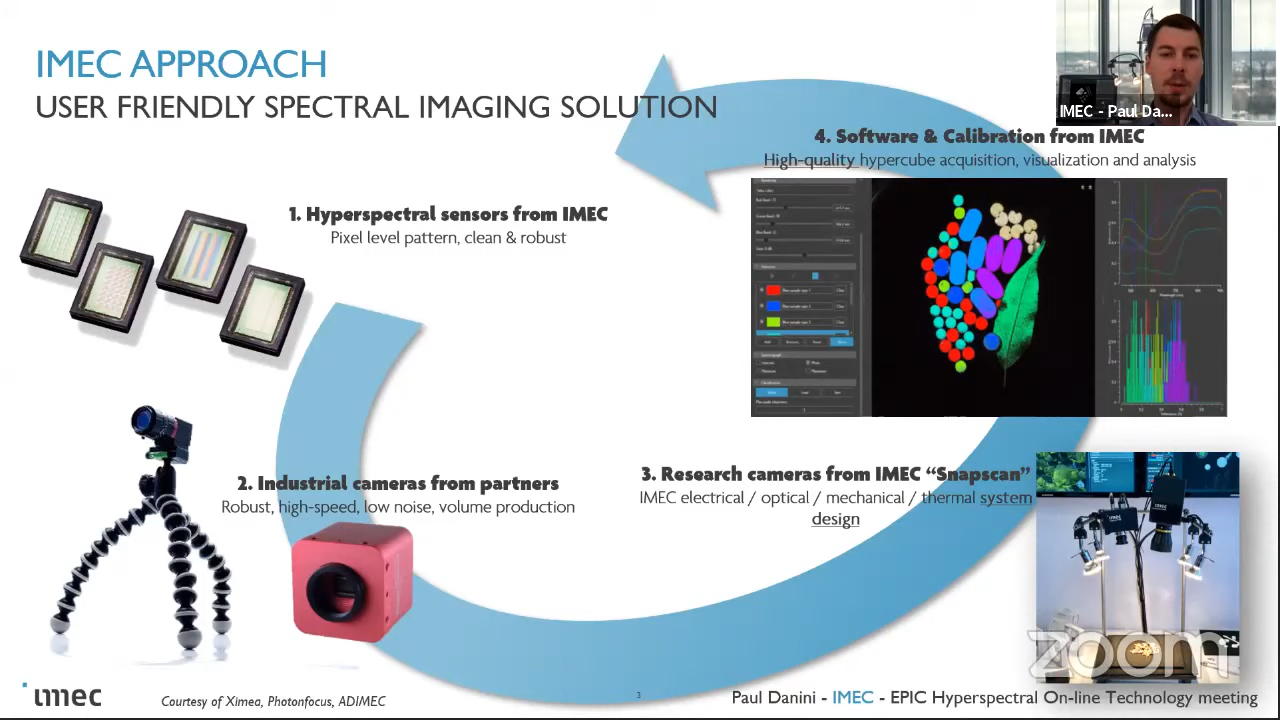 IMEC APPROACH
USER FRIENDLY SPECTRAL IMAGING SOLUTION
IMEC - Paul Da...
1. Hyperspectral sensors from IMEC
Pixel level pattern, clean & robust
4. Software & Calibration from IMEC
High-quality hypercube acquisition, visualization and analysis
2. Industrial cameras from partners
Robust, high-speed, low noise, volume production
3. Research cameras from IMEC “Snapscan”
IMEC electrical / optical / mechanical / thermal system
design
zoom
imec
Courtesy of Ximea, Photonfocus, ADIMEC
3
Paul Danini - IMEC - EPIC Hyperspectral On-line Technology meeting